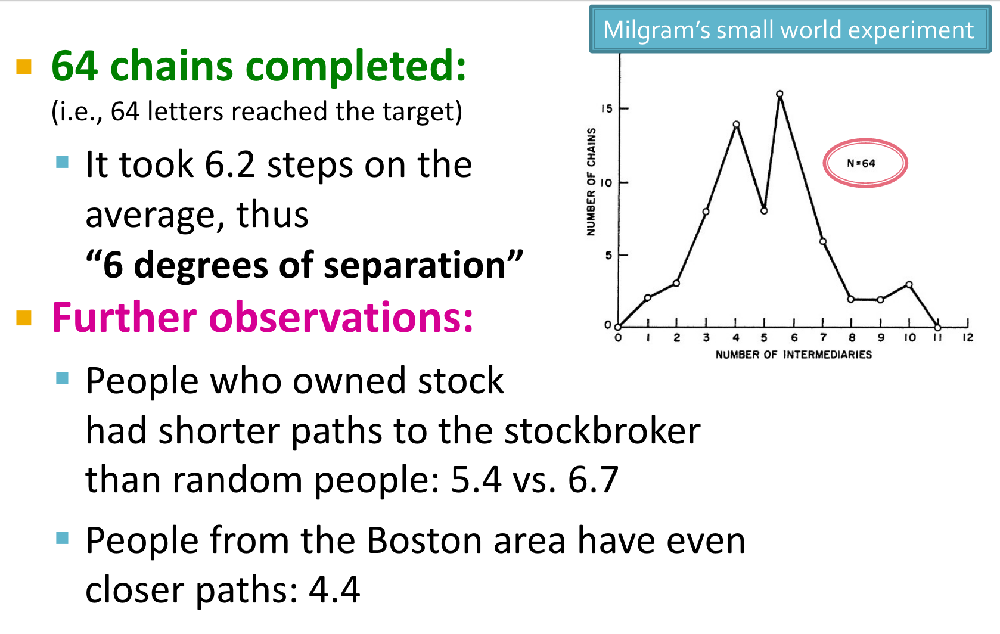 Milgram's small world experiment
64 chains completed:
(i.e., 64 letters reached the target)
It took 6.2 steps on the
average, thus
“6 degrees of separation”
Further observations:
People who owned stock
had shorter paths to the stockbroker
than random people: 5.4 vs. 6.7
People from the Boston area have even
closer paths: 4.4
NUMBER OF CHAINS
15
10
5
0
N=64
0 1 2 3 4 5 6 7 8 9 10 11 12
NUMBER OF INTERMEDIARIES